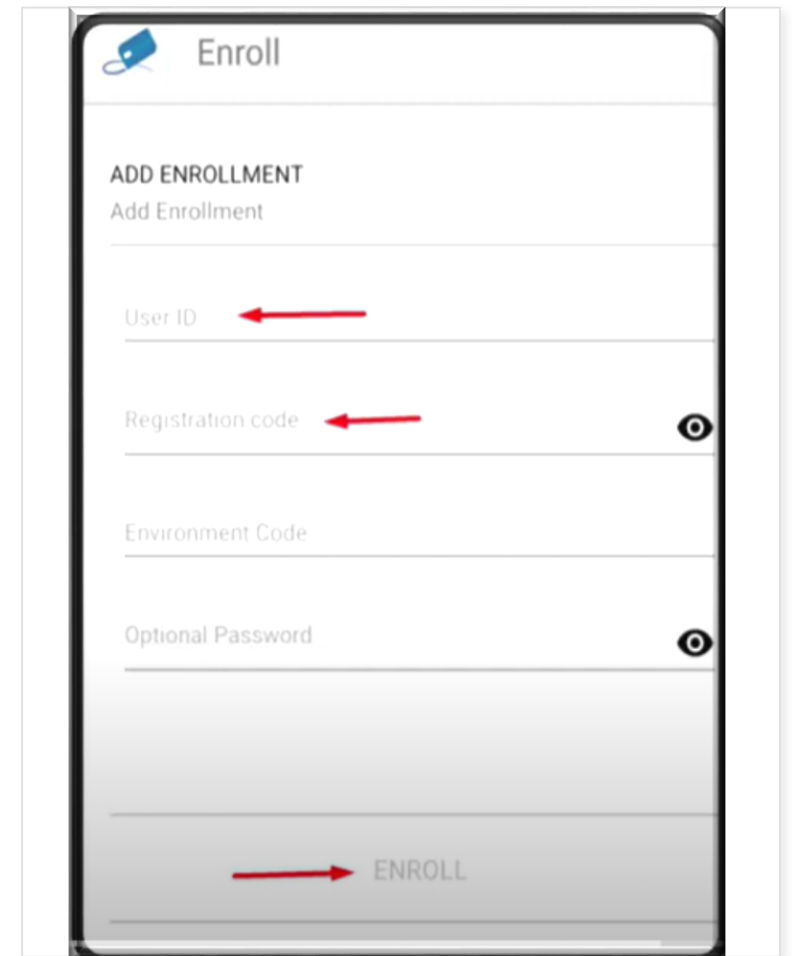 Enroll
ADD ENROLLMENT
Add Enrollment
User ID
Registration code
Environment Code
Optional Password
ENROLL